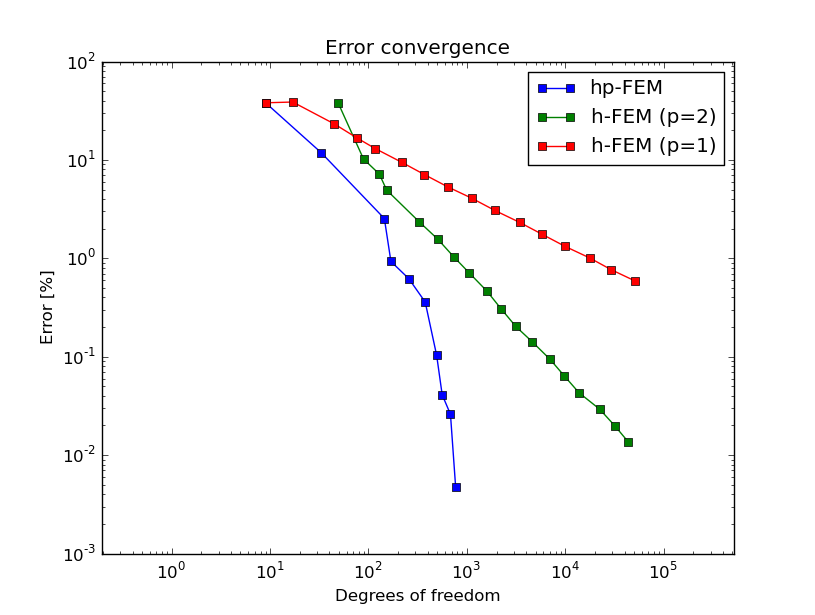 Error convergence
10^2
hp-FEM
h-FEM (p=2)
h-FEM (p=1)
10^1
10^0
Error [%]
10^-1
10^-2
10^-3
10^0 10^1 10^2 10^3 10^4 10^5
Degrees of freedom